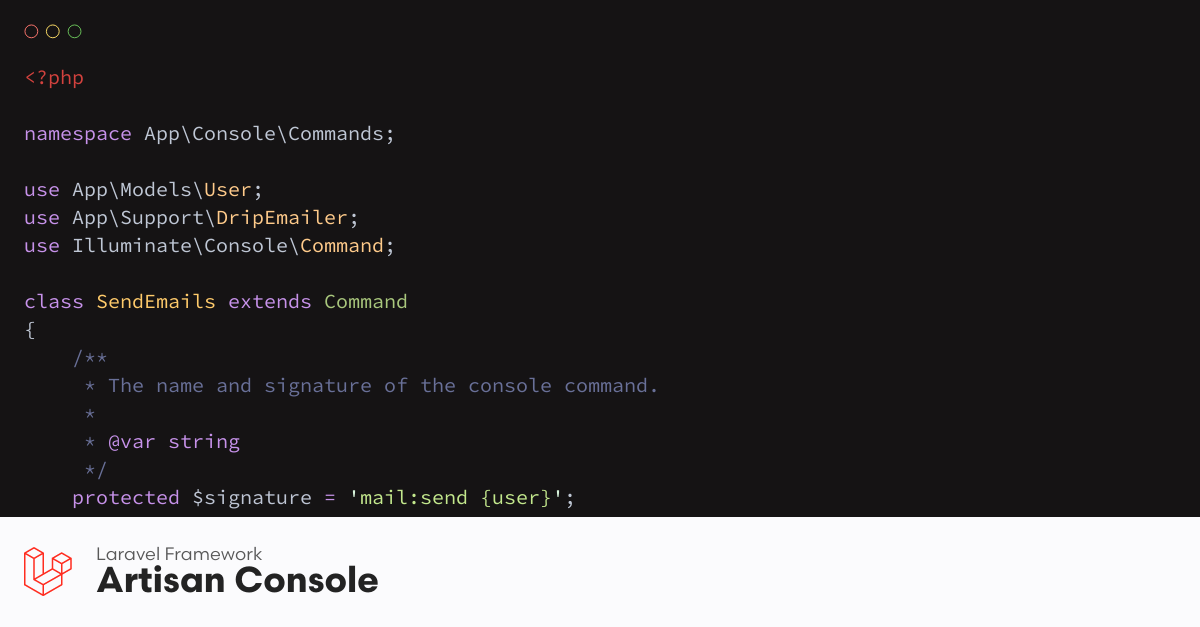 <?php
namespace App\Console\Commands;
use App\Models\User;
use App\Support\DripEmailer;
use Illuminate\Console\Command;
class SendEmails extends Command
{
/**
* The name and signature of the console command.
*
* @var string
*/
protected $signature = 'mail:send {user}';
Laravel Framework
Artisan Console